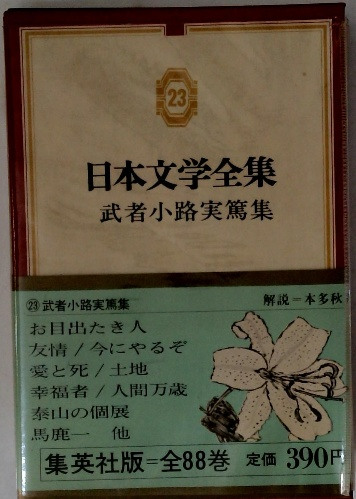 23
日本文学全集
武者小路実篤集
㉓武者小路実篤集
解説=本多秋
お目出たき人
友情/今にやるぞ
愛と死/土地
幸福者/人間万歳
泰山の個展
馬鹿一 他
集英社版=全88巻 定価 390円